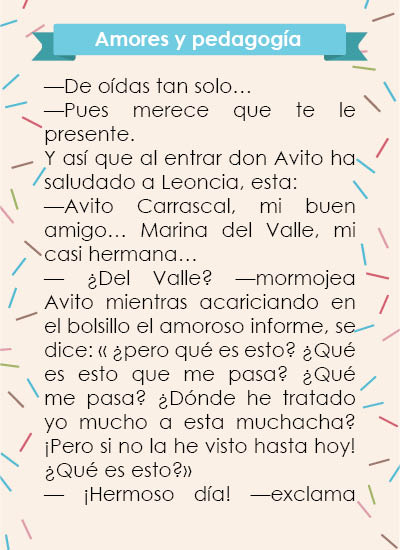 Amores y pedagogía
—De oídas tan solo…
—Pues merece que te le
presente.
Y así que al entrar don Avito ha
saludado a Leoncia, esta:
—Avito Carrascal, mi buen
amigo… Marina del Valle, mi
casi hermana…
— ¿Del Valle? —mormojea
Avito mientras acariciando en
el bolsillo el amoroso informe, se
dice: « ¿pero qué es esto? ¿Qué
es esto que me pasa? ¿Qué
me pasa? ¿Dónde he tratado
yo mucho a esta muchacha?
¡Pero si no la he visto hasta hoy!
¿Qué es esto?»
— ¡Hermoso día! —exclama